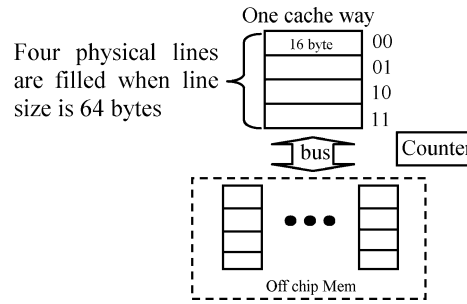 One cache way
16 byte
00
01
10
11
Four physical lines
are filled when line
size is 64 bytes
bus
Counter
Off chip Mem